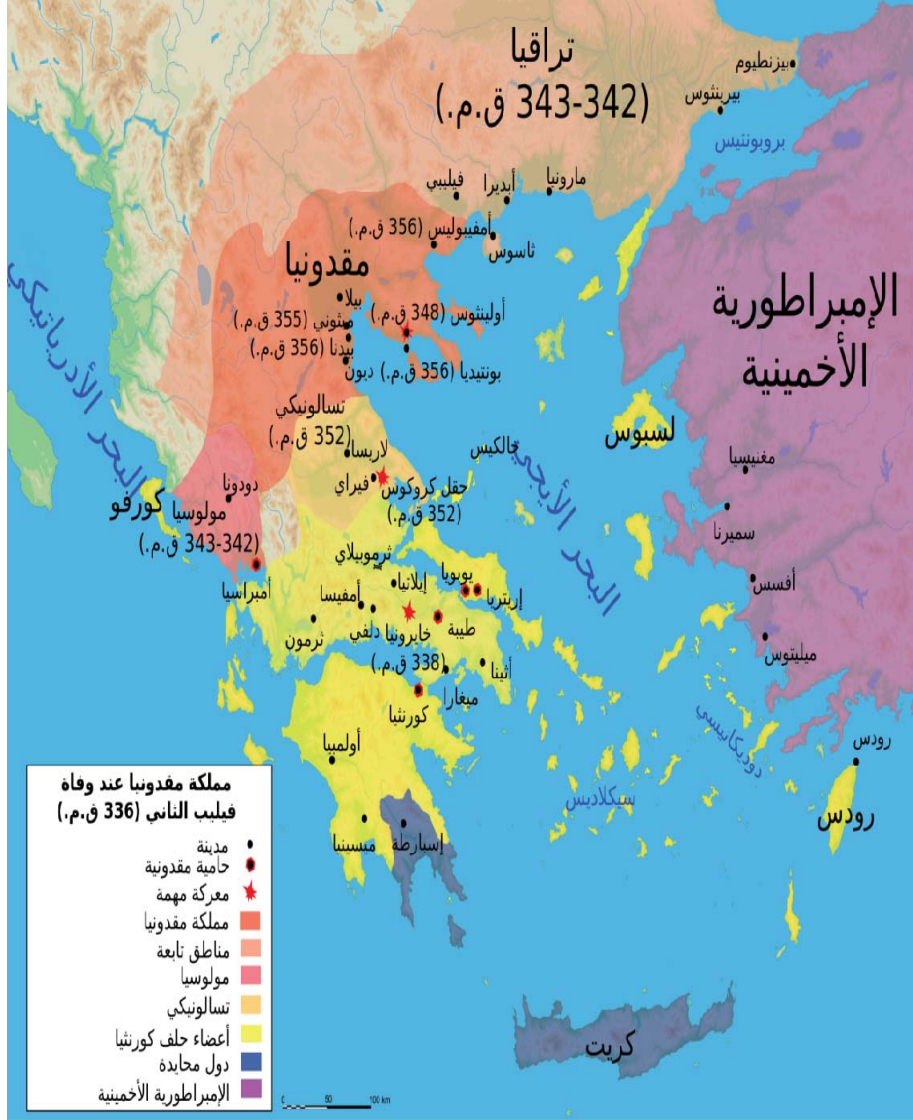 تراقيا
(343-342 ق.م.)
بيزنطيوم
بيرينثوس
بروبونتيس
مارونيا
أبديرا
فيليبي
أمفيبوليس (356 ق.م.)
ثاسوس
مقدونيا
بيلا
ميثوني (355 ق.م.)
بيدنا (356 ق.م.)
ديون
أولينثوس (348 ق.م.)
بونتيديا (356 ق.م.)
الإمبراطورية
الأخمينية
البحر الأدرياتيكي
تسالونيكي
(352 ق.م.)
لاريسا
فيراي
حقل كروكوس
(352 ق.م.)
خالكيس
البحر الأيجي
لسبوس
مغنيسيا
سميرنا
أفسس
ميليتوس
كورفو
دودونا
مولوسيا
(343-342 ق.م.)
أمبراسيا
ثرموبيلاي
إيلاتيا
يوبويا
إريتريا
أمفيسا
دلفي
خايرونيا
(338 ق.م.)
طيبة
ثرمون
أثينا
ميغارا
كورنثيا
أولمبيا
ميسينيا
إسبارطة
سيكلاديس
دوديكانيسي
رودس
رودس
كريت
مملكة مقدونيا عند وفاة
فيليب الثاني (336 ق.م.)
مدينة
حامية مقدونية
معركة مهمة
مملكة مقدونيا
مناطق تابعة
مولوسيا
تسالونيكي
أعضاء حلف كورنثيا
دول محايدة
الإمبراطورية الأخمينية
0 50 100 km